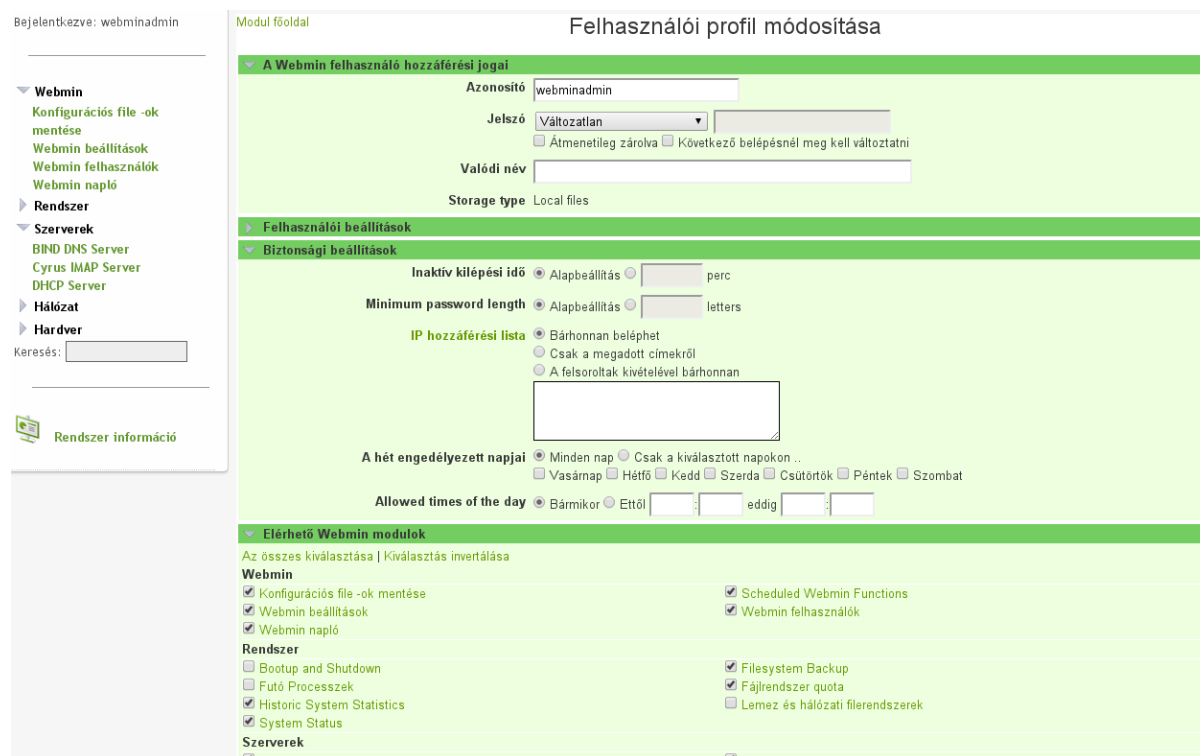 Bejelentkezve: webminadmin
Webmin
Konfigurációs file -ok
mentése
Webmin beállítások
Webmin felhasználók
Webmin napló
Rendszer
Szerverek
BIND DNS Server
Cyrus IMAP Server
DHCP Server
Hálózat
Hardver
Keresés:
Rendszer információ
Modul főoldal
Felhasználói profil módosítása
A Webmin felhasználó hozzáférési jogai
Azonosító webminadmin
Jelszó Változatlan
Átmenetileg zárolva Következő belépésnél meg kell változtatni
Valódi név
Storage type Local files
Felhasználói beállítások
Biztonsági beállítások
Inaktív kilépési idő Alapbeállítás perc
Minimum password length Alapbeállítás letters
IP hozzáférési lista Bárhonnan beléphet
Csak a megadott címekről
A felsoroltak kivételével bárhonnan
A hét engedélyezett napjai Minden nap Csak a kiválasztott napokon ..
Vasárnap Hétfő Kedd Szerda Csütörtök Péntek Szombat
Allowed times of the day Bármikor Ettől : eddig :
Elérhető Webmin modulok
Az összes kiválasztása | Kiválasztás invertálása
Webmin
Konfigurációs file -ok mentése Scheduled Webmin Functions
Webmin beállítások Webmin felhasználók
Webmin napló
Rendszer
Bootup and Shutdown Filesystem Backup
Futó Processzek Fájlrendszer quota
Historic System Statistics Lemez és hálózati filerendszerek
System Status
Szerverek